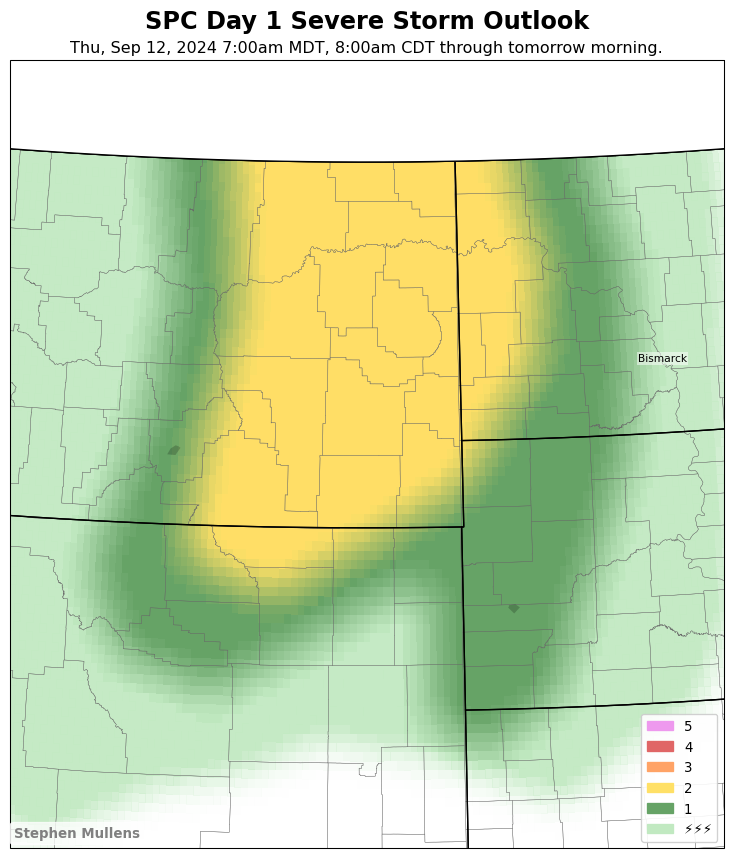 SPC Day 1 Severe Storm Outlook
Thu, Sep 12, 2024 7:00am MDT, 8:00am CDT through tomorrow morning.
Bismarck
5
4
3
2
1
⚡⚡⚡
Stephen Mullens